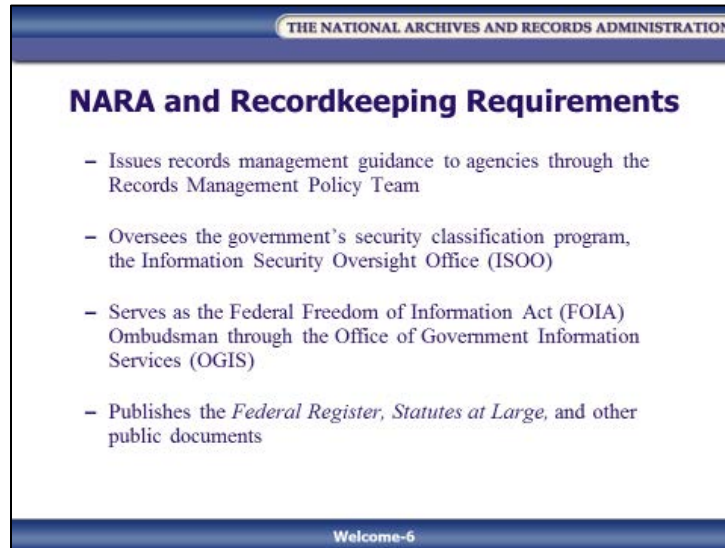 THE NATIONAL ARCHIVES AND RECORDS ADMINISTRATION
NARA and Recordkeeping Requirements
– Issues records management guidance to agencies through the
Records Management Policy Team
– Oversees the government's security classification program,
the Information Security Oversight Office (ISOO)
– Serves as the Federal Freedom of Information Act (FOIA)
Ombudsman through the Office of Government Information
Services (OGIS)
– Publishes the Federal Register, Statutes at Large, and other
public documents
Welcome-6